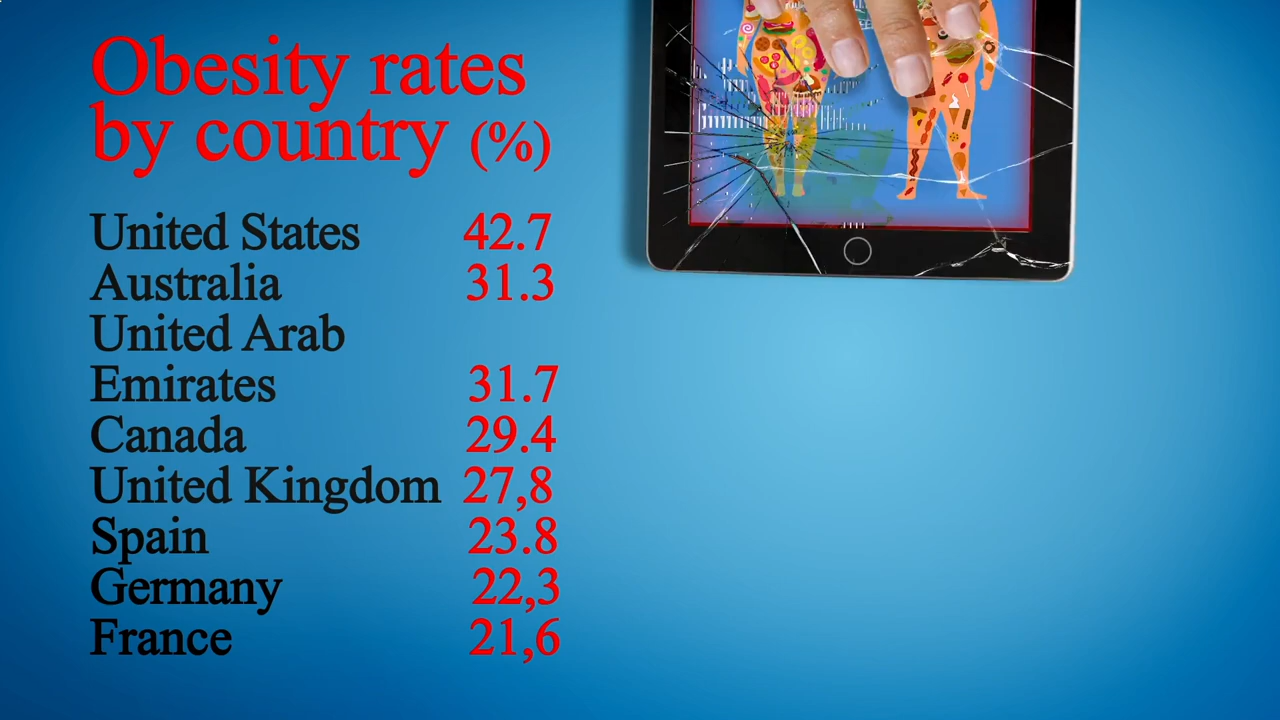 Obesity rates
by country (%)
United States 42.7
Australia 31.3
United Arab
Emirates 31.7
Canada 29.4
United Kingdom 27,8
Spain 23.8
Germany 22,3
France 21,6